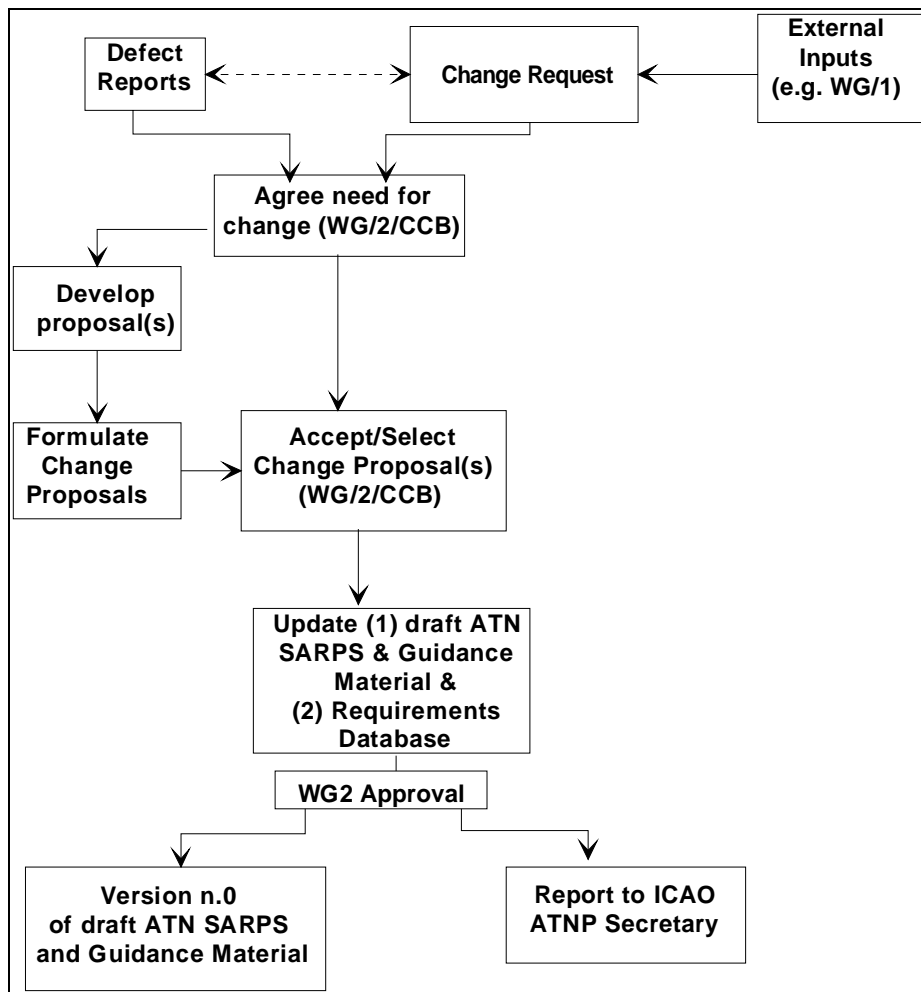 Defect
Reports
Change Request
External
Inputs
(e.g. WG/1)
Agree need for
change (WG/2/CCB)
Develop
proposal(s)
Formulate
Change
Proposals
Accept/Select
Change Proposal(s)
(WG/2/CCB)
Update (1) draft ATN
SARPS & Guidance
Material &
(2) Requirements
Database
WG2 Approval
Version n.0
of draft ATN SARPS
and Guidance Material
Report to ICAO
ATNP Secretary